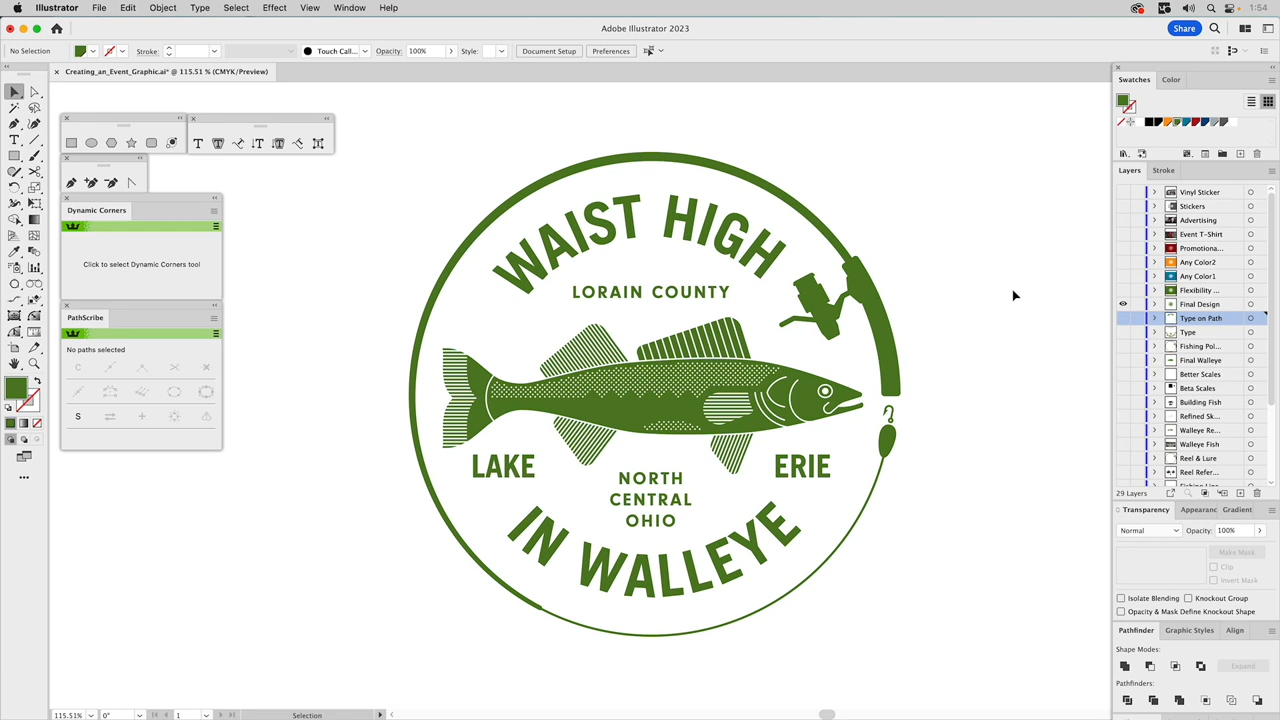 Illustrator File Edit Object Type Select Effect View Window Help 1:54
Adobe Illustrator 2023
Share
No Selection Stroke: Touch Call... Opacity: 100% Style: Document Setup Preferences
Creating_an_Event_Graphic.ai* @ 115.51 % (CMYK/Preview)
Dynamic Corners
Click to select Dynamic Corners tool
PathScribe
No paths selected
WAIST HIGH
LORAIN COUNTY
LAKE ERIE
NORTH
CENTRAL
OHIO
IN WALLEYE
Swatches Color
Layers Stroke
Vinyl Sticker
Stickers
Advertising
Event T-Shirt
Promotiona...
Any Color2
Any Color1
Flexibility ...
Final Design
Type on Path
Type
Fishing Pol...
Final Walleye
Better Scales
Beta Scales
Building Fish
Refined Sk...
Walleye Re...
Walleye Fish
Reel & Lure
Reel Refer...
29 Layers
Transparency Appearanc Gradient
Normal Opacity: 100%
Make Mask
Clip
Invert Mask
Isolate Blending Knockout Group
Opacity & Mask Define Knockout Shape
Pathfinder Graphic Styles Align
Shape Modes:
Expand
Pathfinders:
115.51% 0° 1 Selection